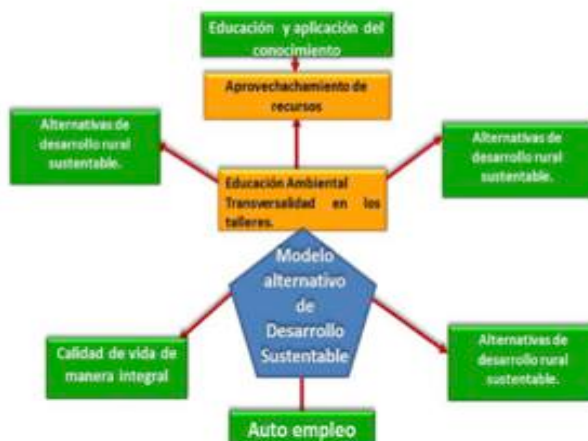 Educación y aplicación del
conocimiento
Aprovechachamiento de
recursos
Alternativas de
desarrollo rural
sustentable.
Alternativas de
desarrollo rural
sustentable.
Educación Ambiental
Transversalidad en los
talleres.
Modelo
alternativo
de
Desarrollo
Sustentable
Calidad de vida de
manera integral
Alternativas de
desarrollo rural
sustentable.
Auto empleo